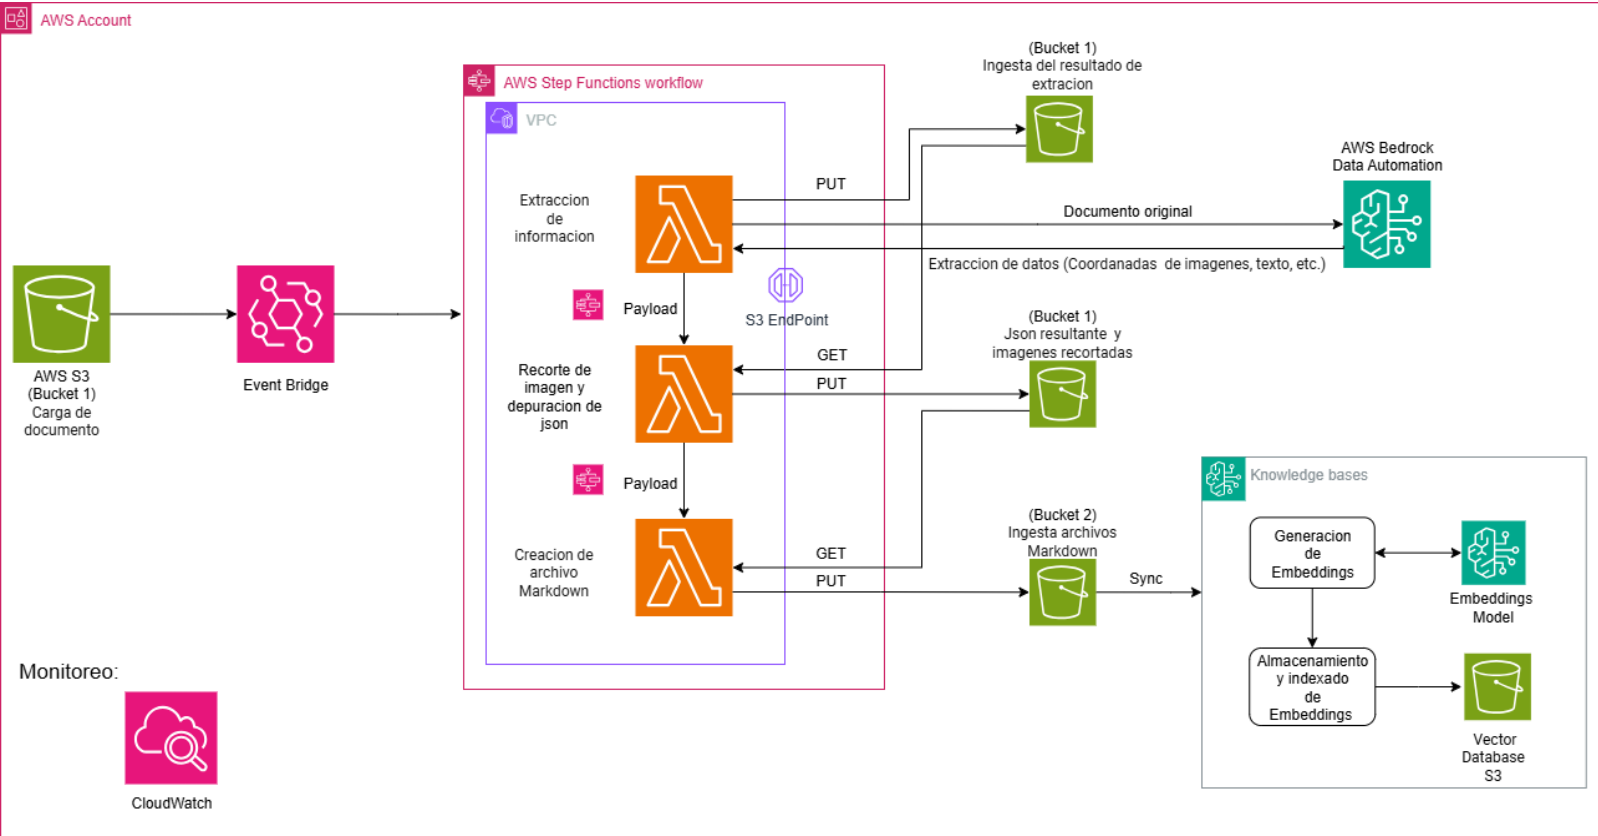 AWS Account
AWS Step Functions workflow
VPC
(Bucket 1)
Ingesta del resultado de
extracion
AWS Bedrock
Data Automation
Extraccion
de
informacion
PUT
Documento original
Extraccion de datos (Coordanadas de imagenes, texto, etc.)
AWS S3
(Bucket 1)
Carga de
documento
Event Bridge
Payload
S3 EndPoint
(Bucket 1)
Json resultante y
imagenes recortadas
Recorte de
imagen y
depuracion de
json
GET
PUT
Payload
Creacion de
archivo
Markdown
GET
PUT
(Bucket 2)
Ingesta archivos
Markdown
Sync
Knowledge bases
Generacion
de
Embeddings
Embeddings
Model
Almacenamiento
y indexado
de
Embeddings
Vector
Database
S3
Monitoreo:
CloudWatch